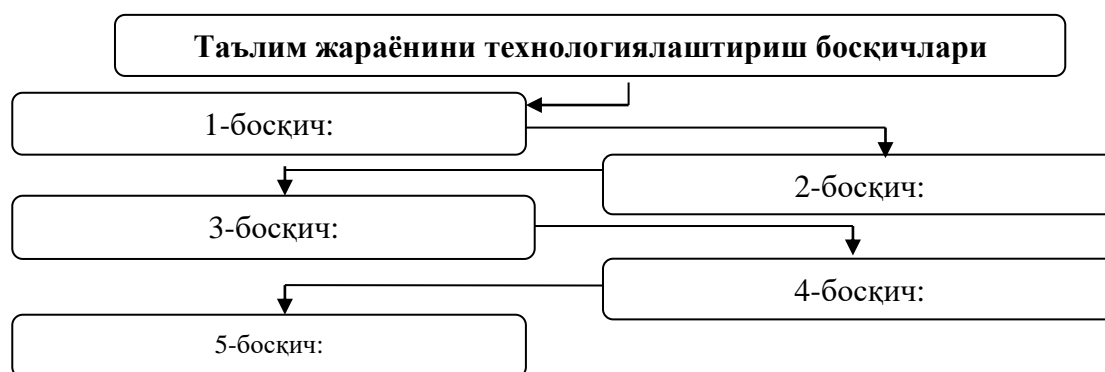 Таълим жараёнини технологиялаштириш босқичлари
1-босқич:
2-босқич:
3-босқич:
4-босқич:
5-босқич: